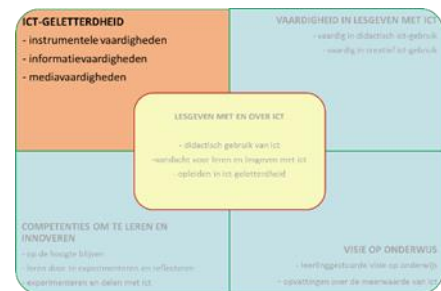 ICT-GELETTERDHEID
- instrumentele vaardigheden
- informatievaardigheden
- mediavaardigheden
VAARDIGHEID IN LESGEVEN MET ICT
- vaardig in didactisch ict-gebruik
- vaardig in creatief ict gebruik
LESGEVEN MET EN OVER ICT
- didactisch gebruik van ict
-aandacht voor leren en lesgeven met ict
- opleiden in ict geletterdheid
COMPETENTIES OM TE LEREN EN
INNOVEREN
- op de hoogte blijven
- leren door te experimenteren en reflecteren
- experimenteren en delen met ict
VISIE OP ONDERWIJS
- leerlinggestuurde visie op onderwijs
- opvattingen over de meerwaarde van ict